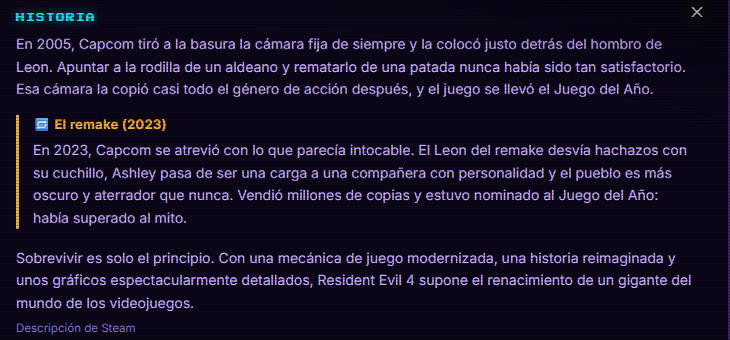 HISTORIA
En 2005, Capcom tiró a la basura la cámara fija de siempre y la colocó justo detrás del hombro de
Leon. Apuntar a la rodilla de un aldeano y rematarlo de una patada nunca había sido tan satisfactorio.
Esa cámara la copió casi todo el género de acción después, y el juego se llevó el Juego del Año.
El remake (2023)
En 2023, Capcom se atrevió con lo que parecía intocable. El Leon del remake desvía hachazos con
su cuchillo, Ashley pasa de ser una carga a una compañera con personalidad y el pueblo es más
oscuro y aterrador que nunca. Vendió millones de copias y estuvo nominado al Juego del Año:
había superado al mito.
Sobrevivir es solo el principio. Con una mecánica de juego modernizada, una historia reimaginada y
unos gráficos espectacularmente detallados, Resident Evil 4 supone el renacimiento de un gigante del
mundo de los videojuegos.
Descripción de Steam